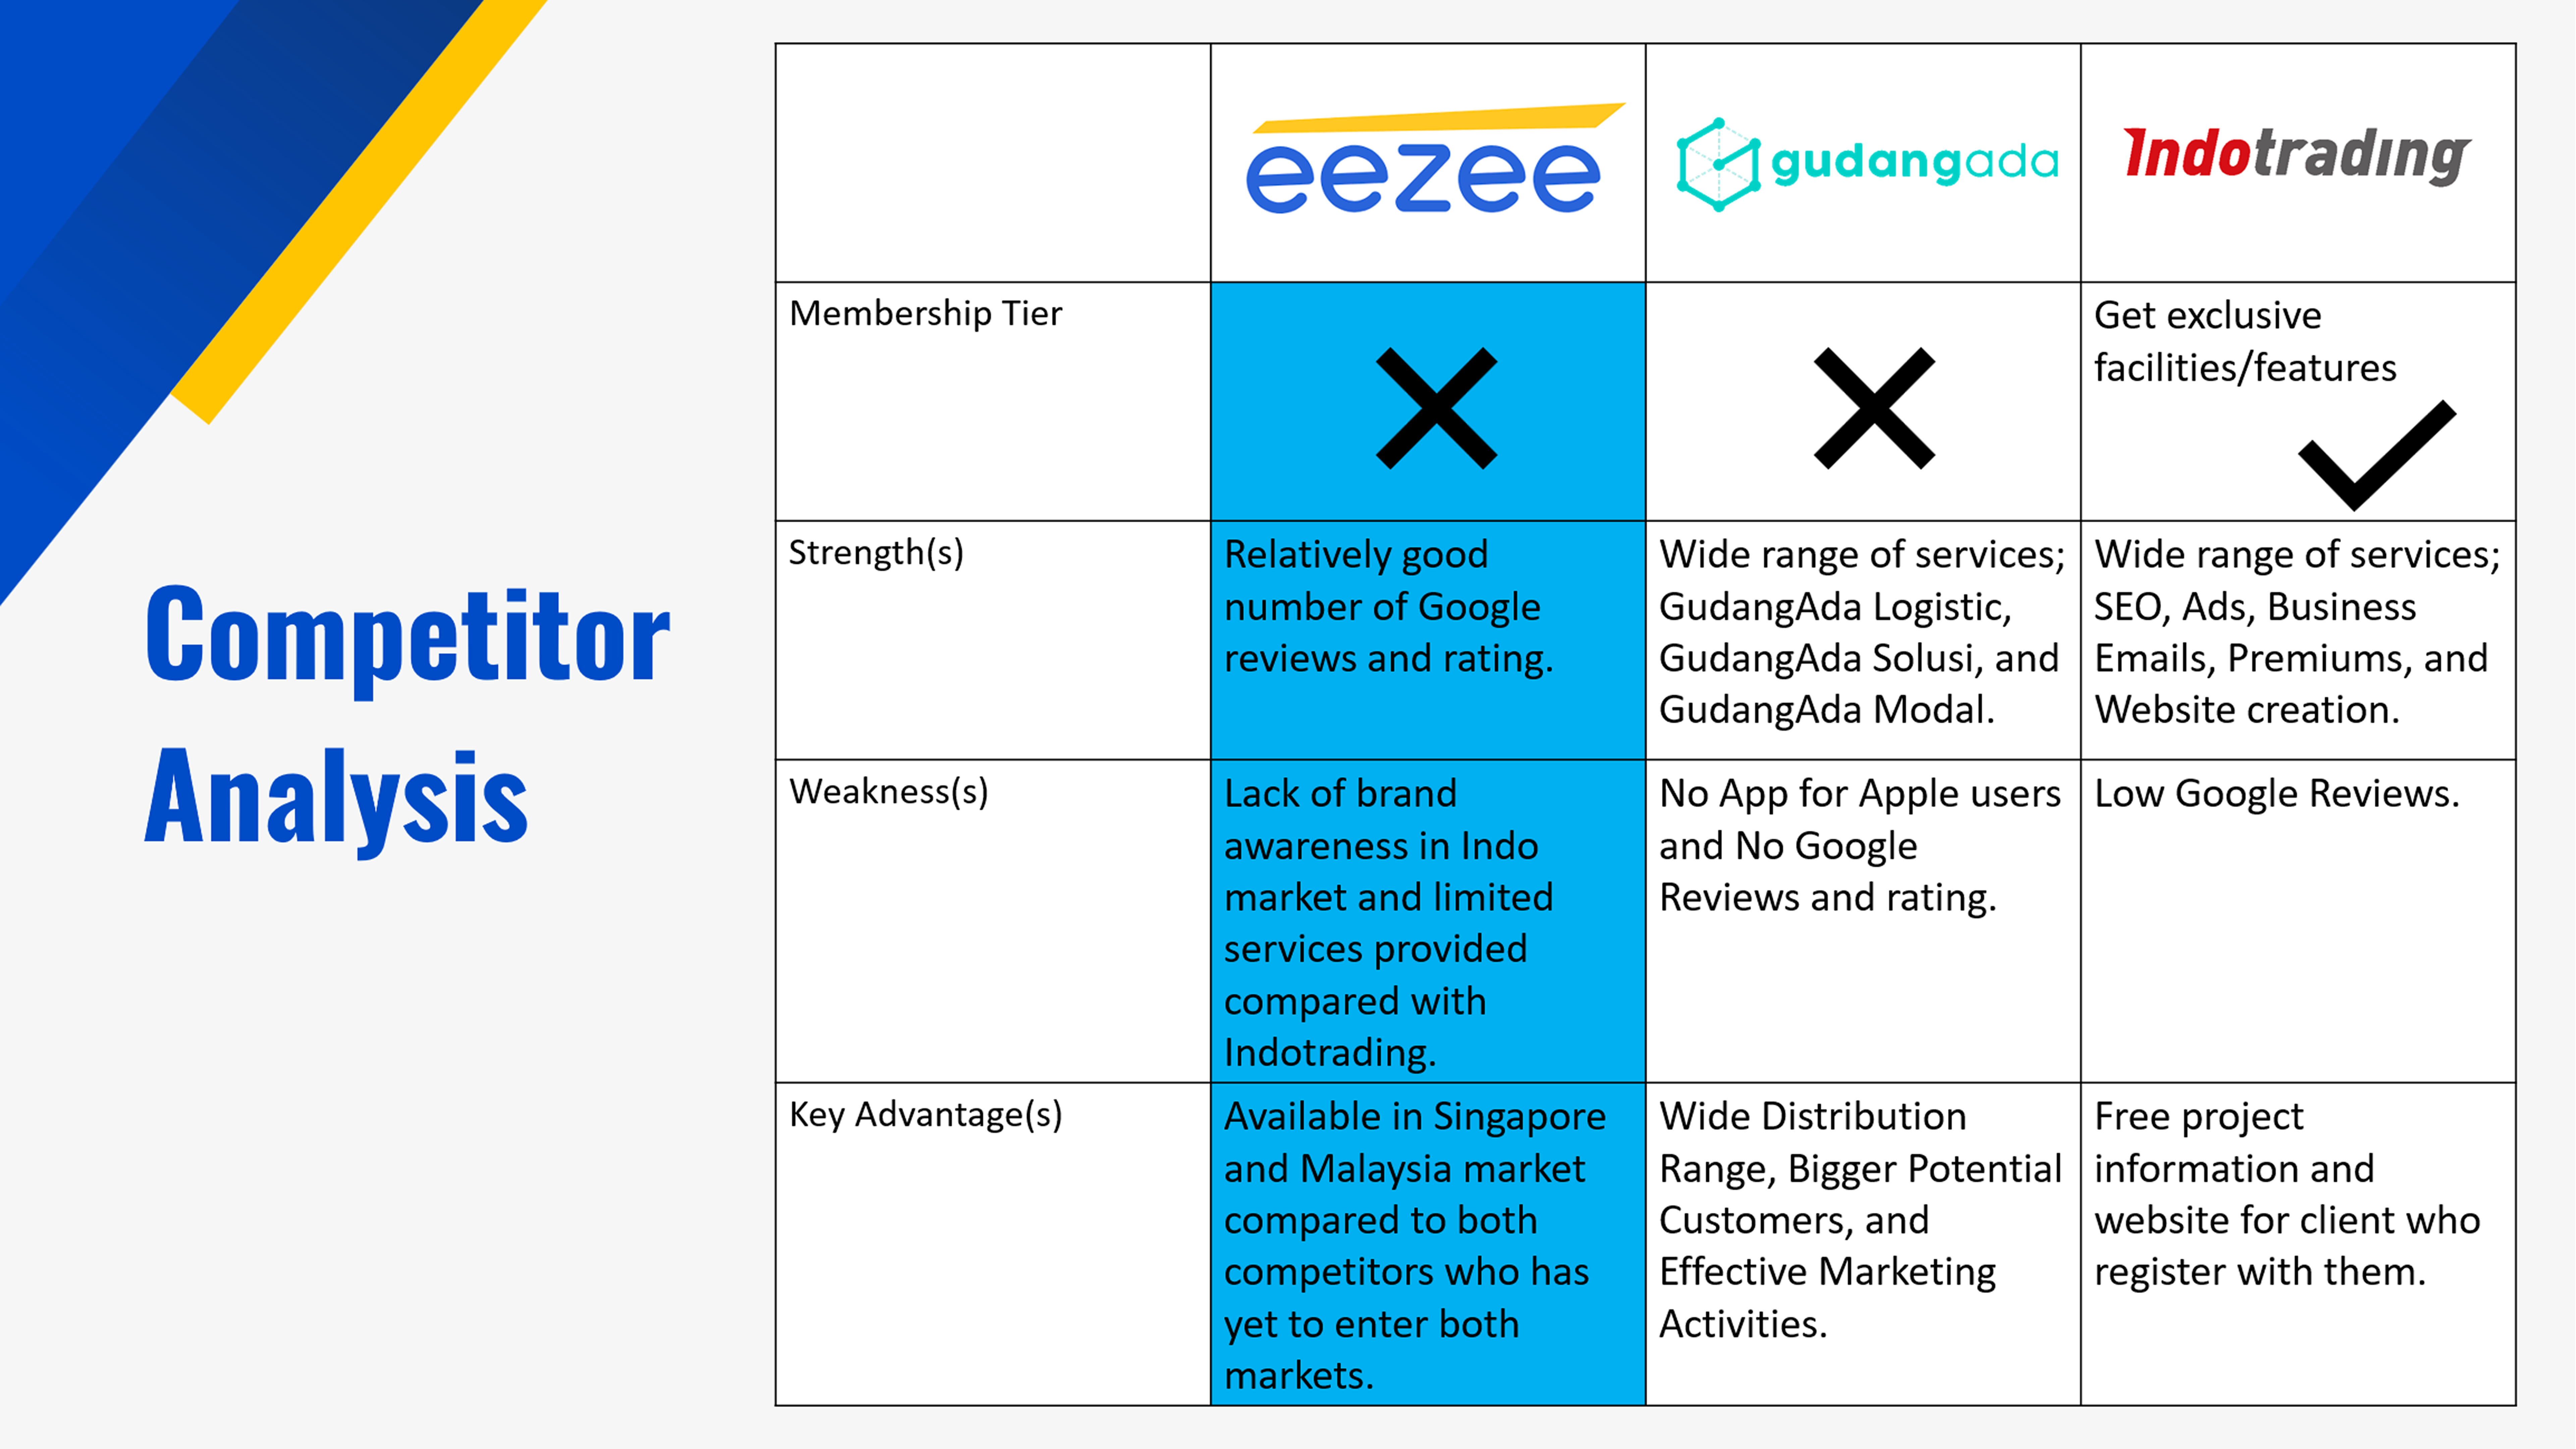 Competitor
Analysis
eezee
gudangada
Indotrading
Membership Tier
Get exclusive
facilities/features
Strength(s)
Relatively good
number of Google
reviews and rating.
Wide range of services;
GudangAda Logistic,
GudangAda Solusi, and
GudangAda Modal.
Wide range of services;
SEO, Ads, Business
Emails, Premiums, and
Website creation.
Weakness(s)
Lack of brand
awareness in Indo
market and limited
services provided
compared with
Indotrading.
No App for Apple users
and No Google
Reviews and rating.
Low Google Reviews.
Key Advantage(s)
Available in Singapore
and Malaysia market
compared to both
competitors who has
yet to enter both
markets.
Wide Distribution
Range, Bigger Potential
Customers, and
Effective Marketing
Activities.
Free project
information and
website for client who
register with them.